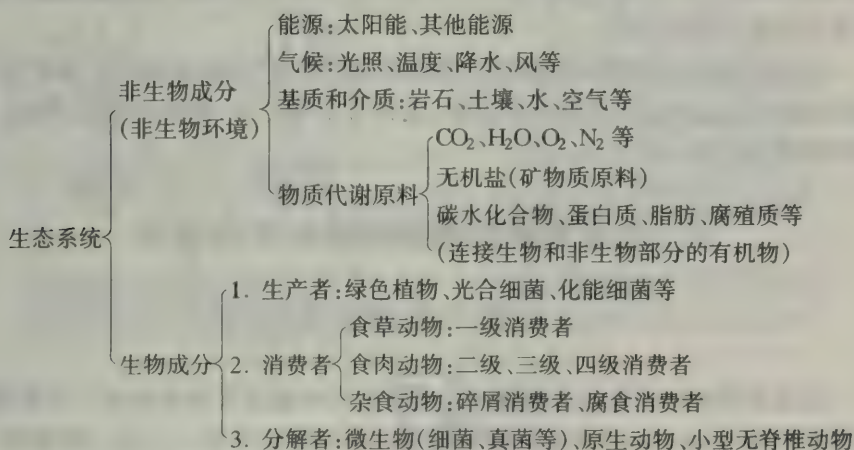 能源:太阳能、其他能源
气候:光照、温度、降水、风等
非生物成分
基质和介质:岩石、土壤、水、空气等
(非生物环境)
CO₂、H₂O、O₂、N₂ 等
无机盐(矿物质原料)
物质代谢原料
碳水化合物、蛋白质、脂肪、腐殖质等
(连接生物和非生物部分的有机物)
生态系统
1. 生产者:绿色植物、光合细菌、化能细菌等
食草动物:一级消费者
生物成分
2. 消费者
食肉动物:二级、三级、四级消费者
杂食动物:碎屑消费者、腐食消费者
3. 分解者:微生物(细菌、真菌等)、原生动物、小型无脊椎动物